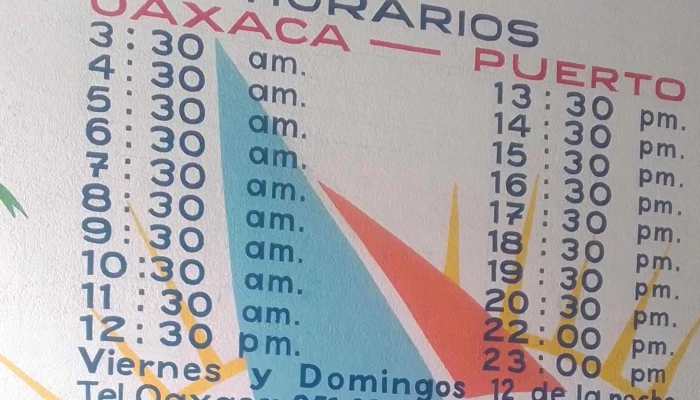 HORARIOS
OAXACA — PUERTO
3:30 am. 13:30 pm.
4:30 am. 14:30 pm.
5:30 am. 15:30 pm.
6:30 am. 16:30 pm.
7:30 am. 17:30 pm.
8:30 am. 18:30 pm.
9:30 am. 19:30 pm.
10:30 am. 20:30 pm.
11:30 am. 22:00 pm.
12:30 pm. 23:00 pm
Viernes y Domingos 12 de la noche
Tel Oaxaca